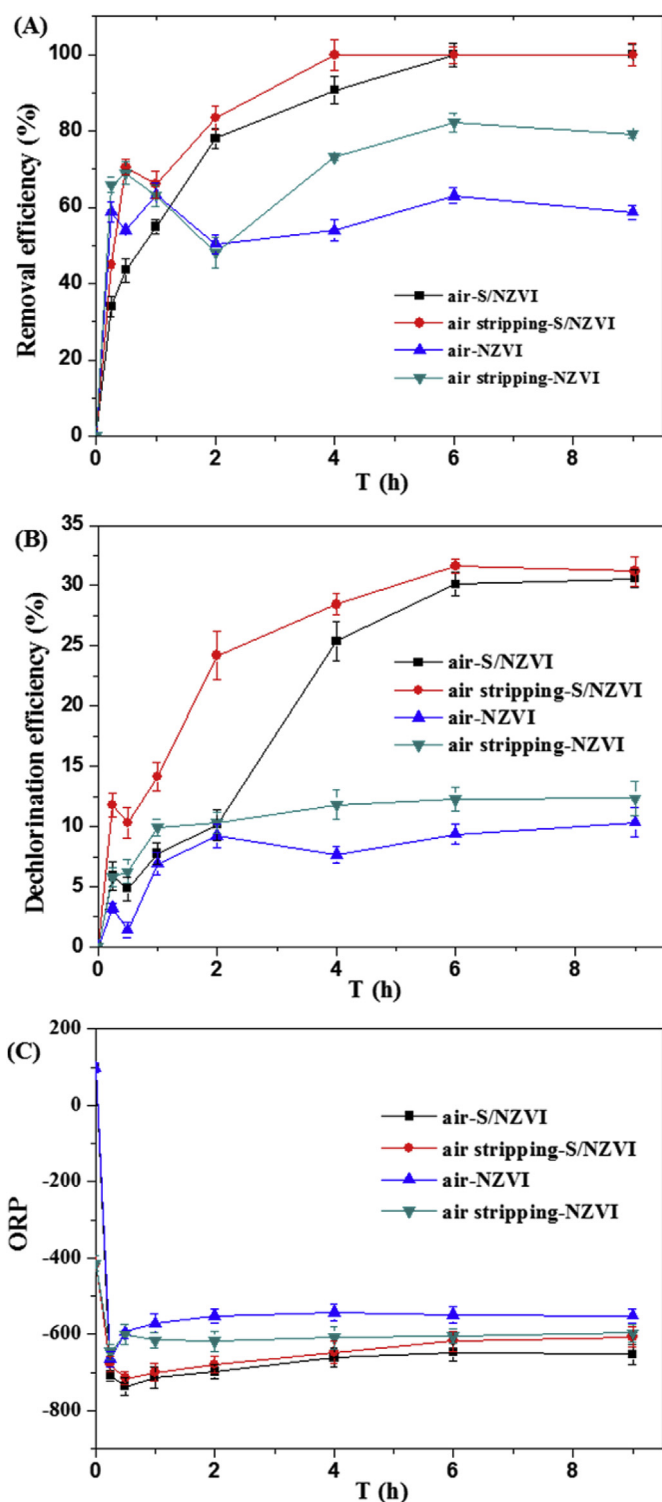 (A)
Removal efficiency (%)
100
80
60
40
20
0
air-S/NZVI
air stripping-S/NZVI
air-NZVI
air stripping-NZVI
0 2 4 6 8
T (h)
(B)
Dechlorination efficiency (%)
35
30
25
20
15
10
5
0
air-S/NZVI
air stripping-S/NZVI
air-NZVI
air stripping-NZVI
0 2 4 6 8
T (h)
(C)
ORP
200
0
-200
-400
-600
-800
air-S/NZVI
air stripping-S/NZVI
air-NZVI
air stripping-NZVI
0 2 4 6 8
T (h)